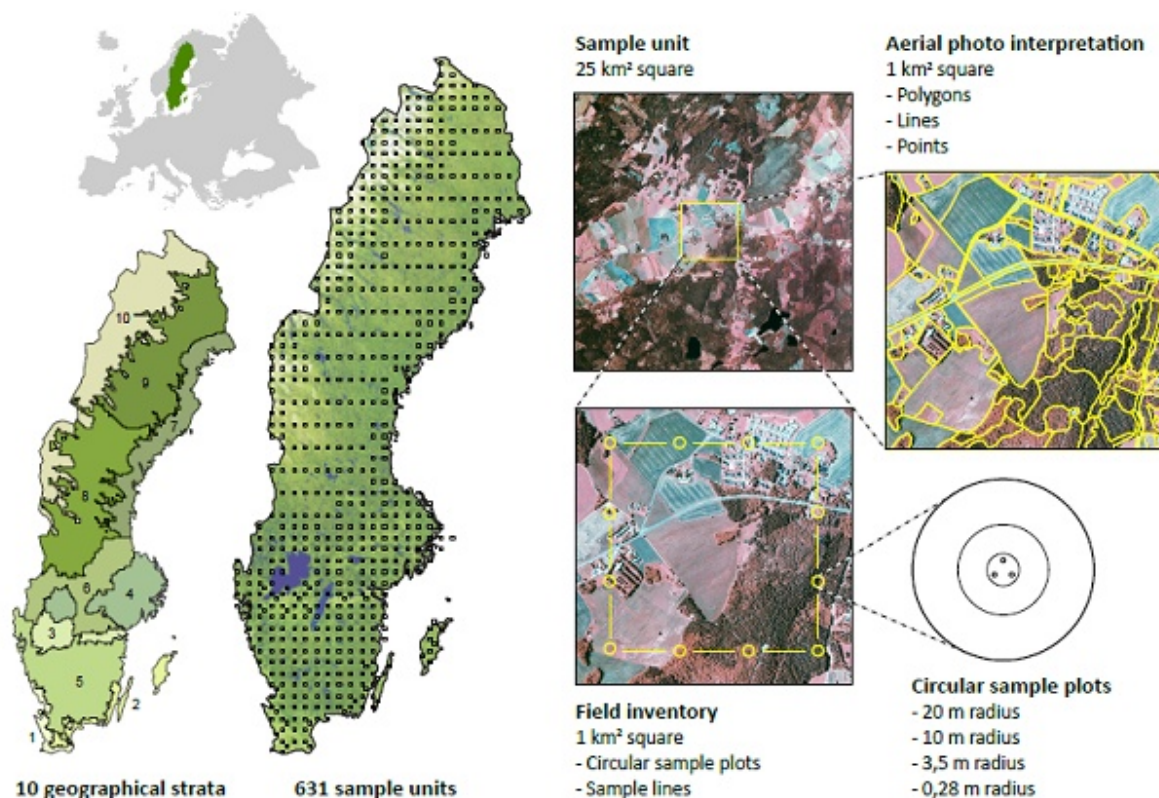 Sample unit
25 km² square
Aerial photo interpretation
1 km² square
- Polygons
- Lines
- Points
10
9
7
8
6
4
3
5
2
1
10 geographical strata
631 sample units
Field inventory
1 km² square
- Circular sample plots
- Sample lines
Circular sample plots
- 20 m radius
- 10 m radius
- 3,5 m radius
- 0,28 m radius